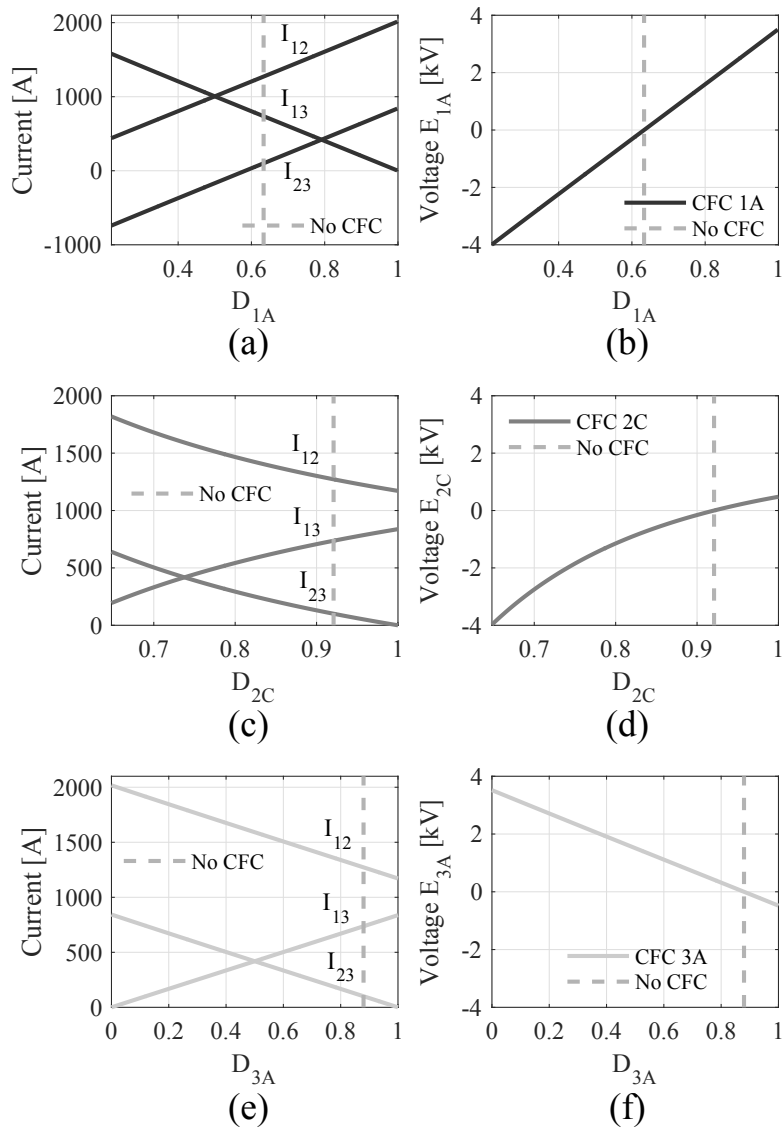 2000
1000
0
-1000
Current [A]
I12
I13
I23
No CFC
0.4
0.6
0.8
1
D1A
(a)
4
2
0
-2
-4
Voltage E1A [kV]
CFC 1A
No CFC
0.4
0.6
0.8
1
D1A
(b)
2000
1500
1000
500
0
Current [A]
I12
No CFC
I13
I23
0.7
0.8
0.9
1
D2C
(c)
4
2
0
-2
-4
Voltage E2C [kV]
CFC 2C
No CFC
0.7
0.8
0.9
1
D2C
(d)
2000
1500
1000
500
0
Current [A]
I12
No CFC
I13
I23
0
0.2
0.4
0.6
0.8
1
D3A
(e)
4
2
0
-2
-4
Voltage E3A [kV]
CFC 3A
No CFC
0
0.2
0.4
0.6
0.8
1
D3A
(f)